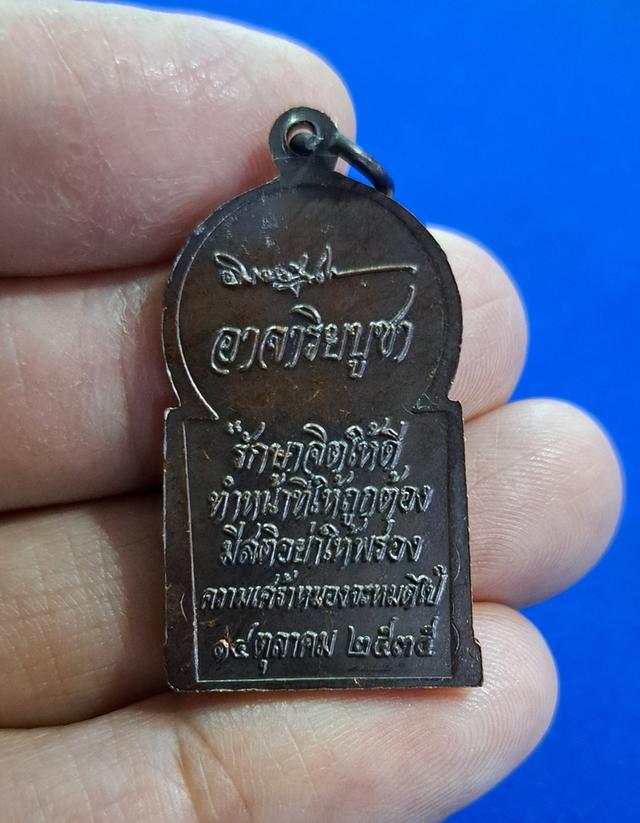 อาจาริยบูชา
"รักษาจิตให้ดี
ทำหน้าที่ให้ถูกต้อง
มีสติอย่าให้พร่อง
ความเศร้าหมองจะหมดไป"
๑๔ ตุลาคม ๒๕๓๕